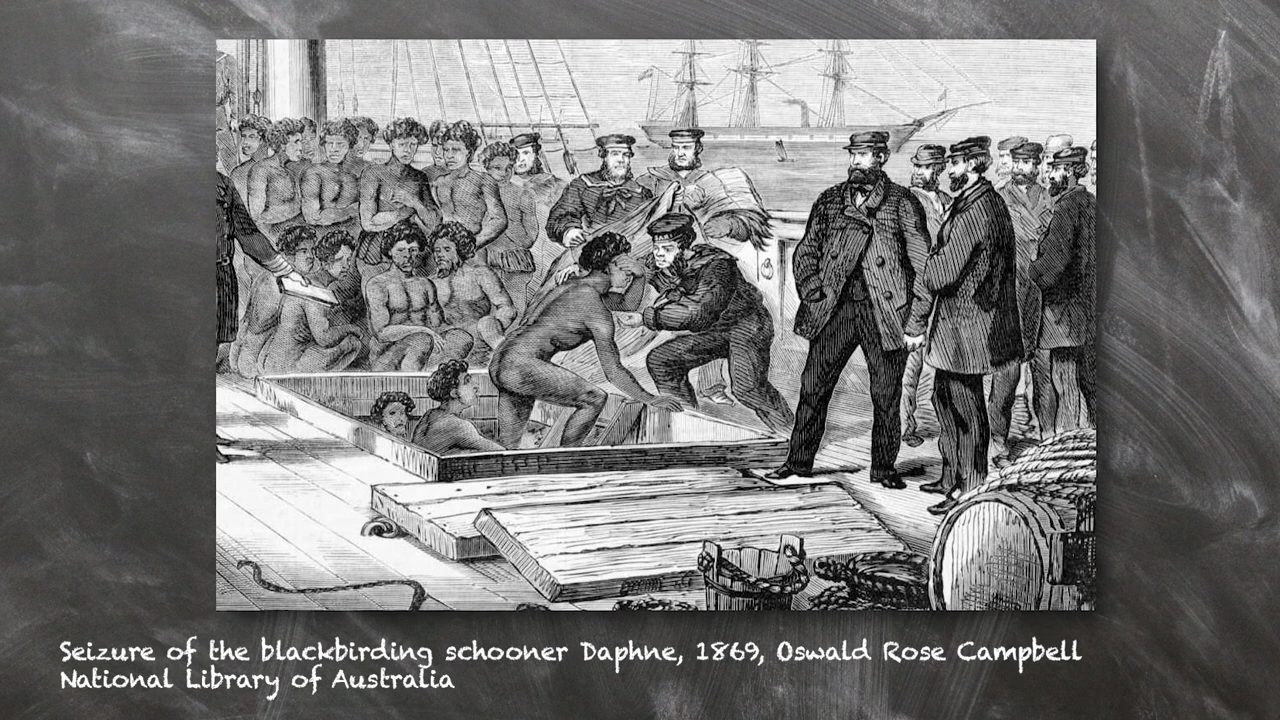 Seizure of the blackbirding schooner Daphne, 1869, Oswald Rose Campbell
National Library of Australia